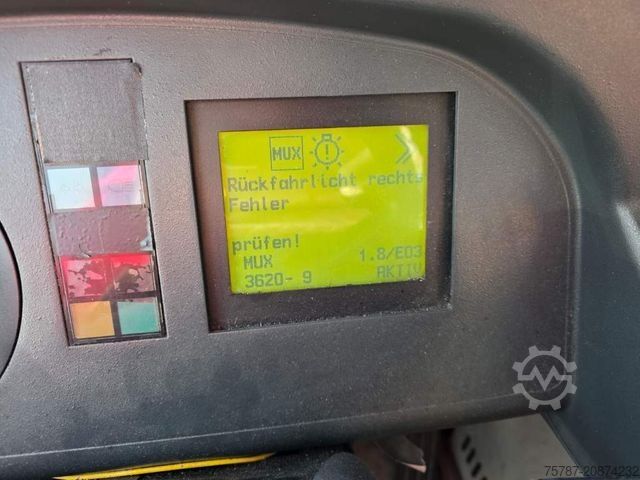 MUX
Rückfahrlicht rechts
Fehler
prüfen!
MUX 1.8/E03
3620- 9 AKTIV
75787-20874232